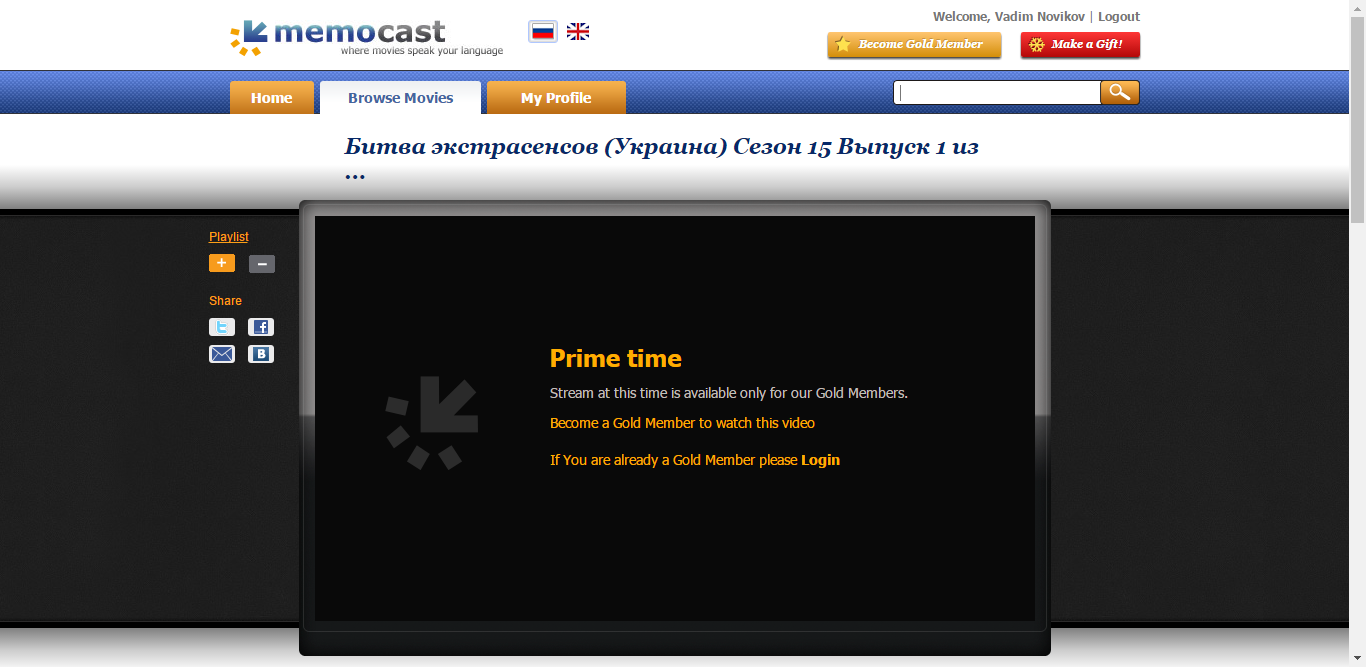 memocast
where movies speak your language
Welcome, Vadim Novikov | Logout
Become Gold Member
Make a Gift!
Home
Browse Movies
My Profile
Битва экстрасенсов (Украина) Сезон 15 Выпуск 1 из
...
Playlist
+
−
Share
t
f
B
Prime time
Stream at this time is available only for our Gold Members.
Become a Gold Member to watch this video
If You are already a Gold Member please Login